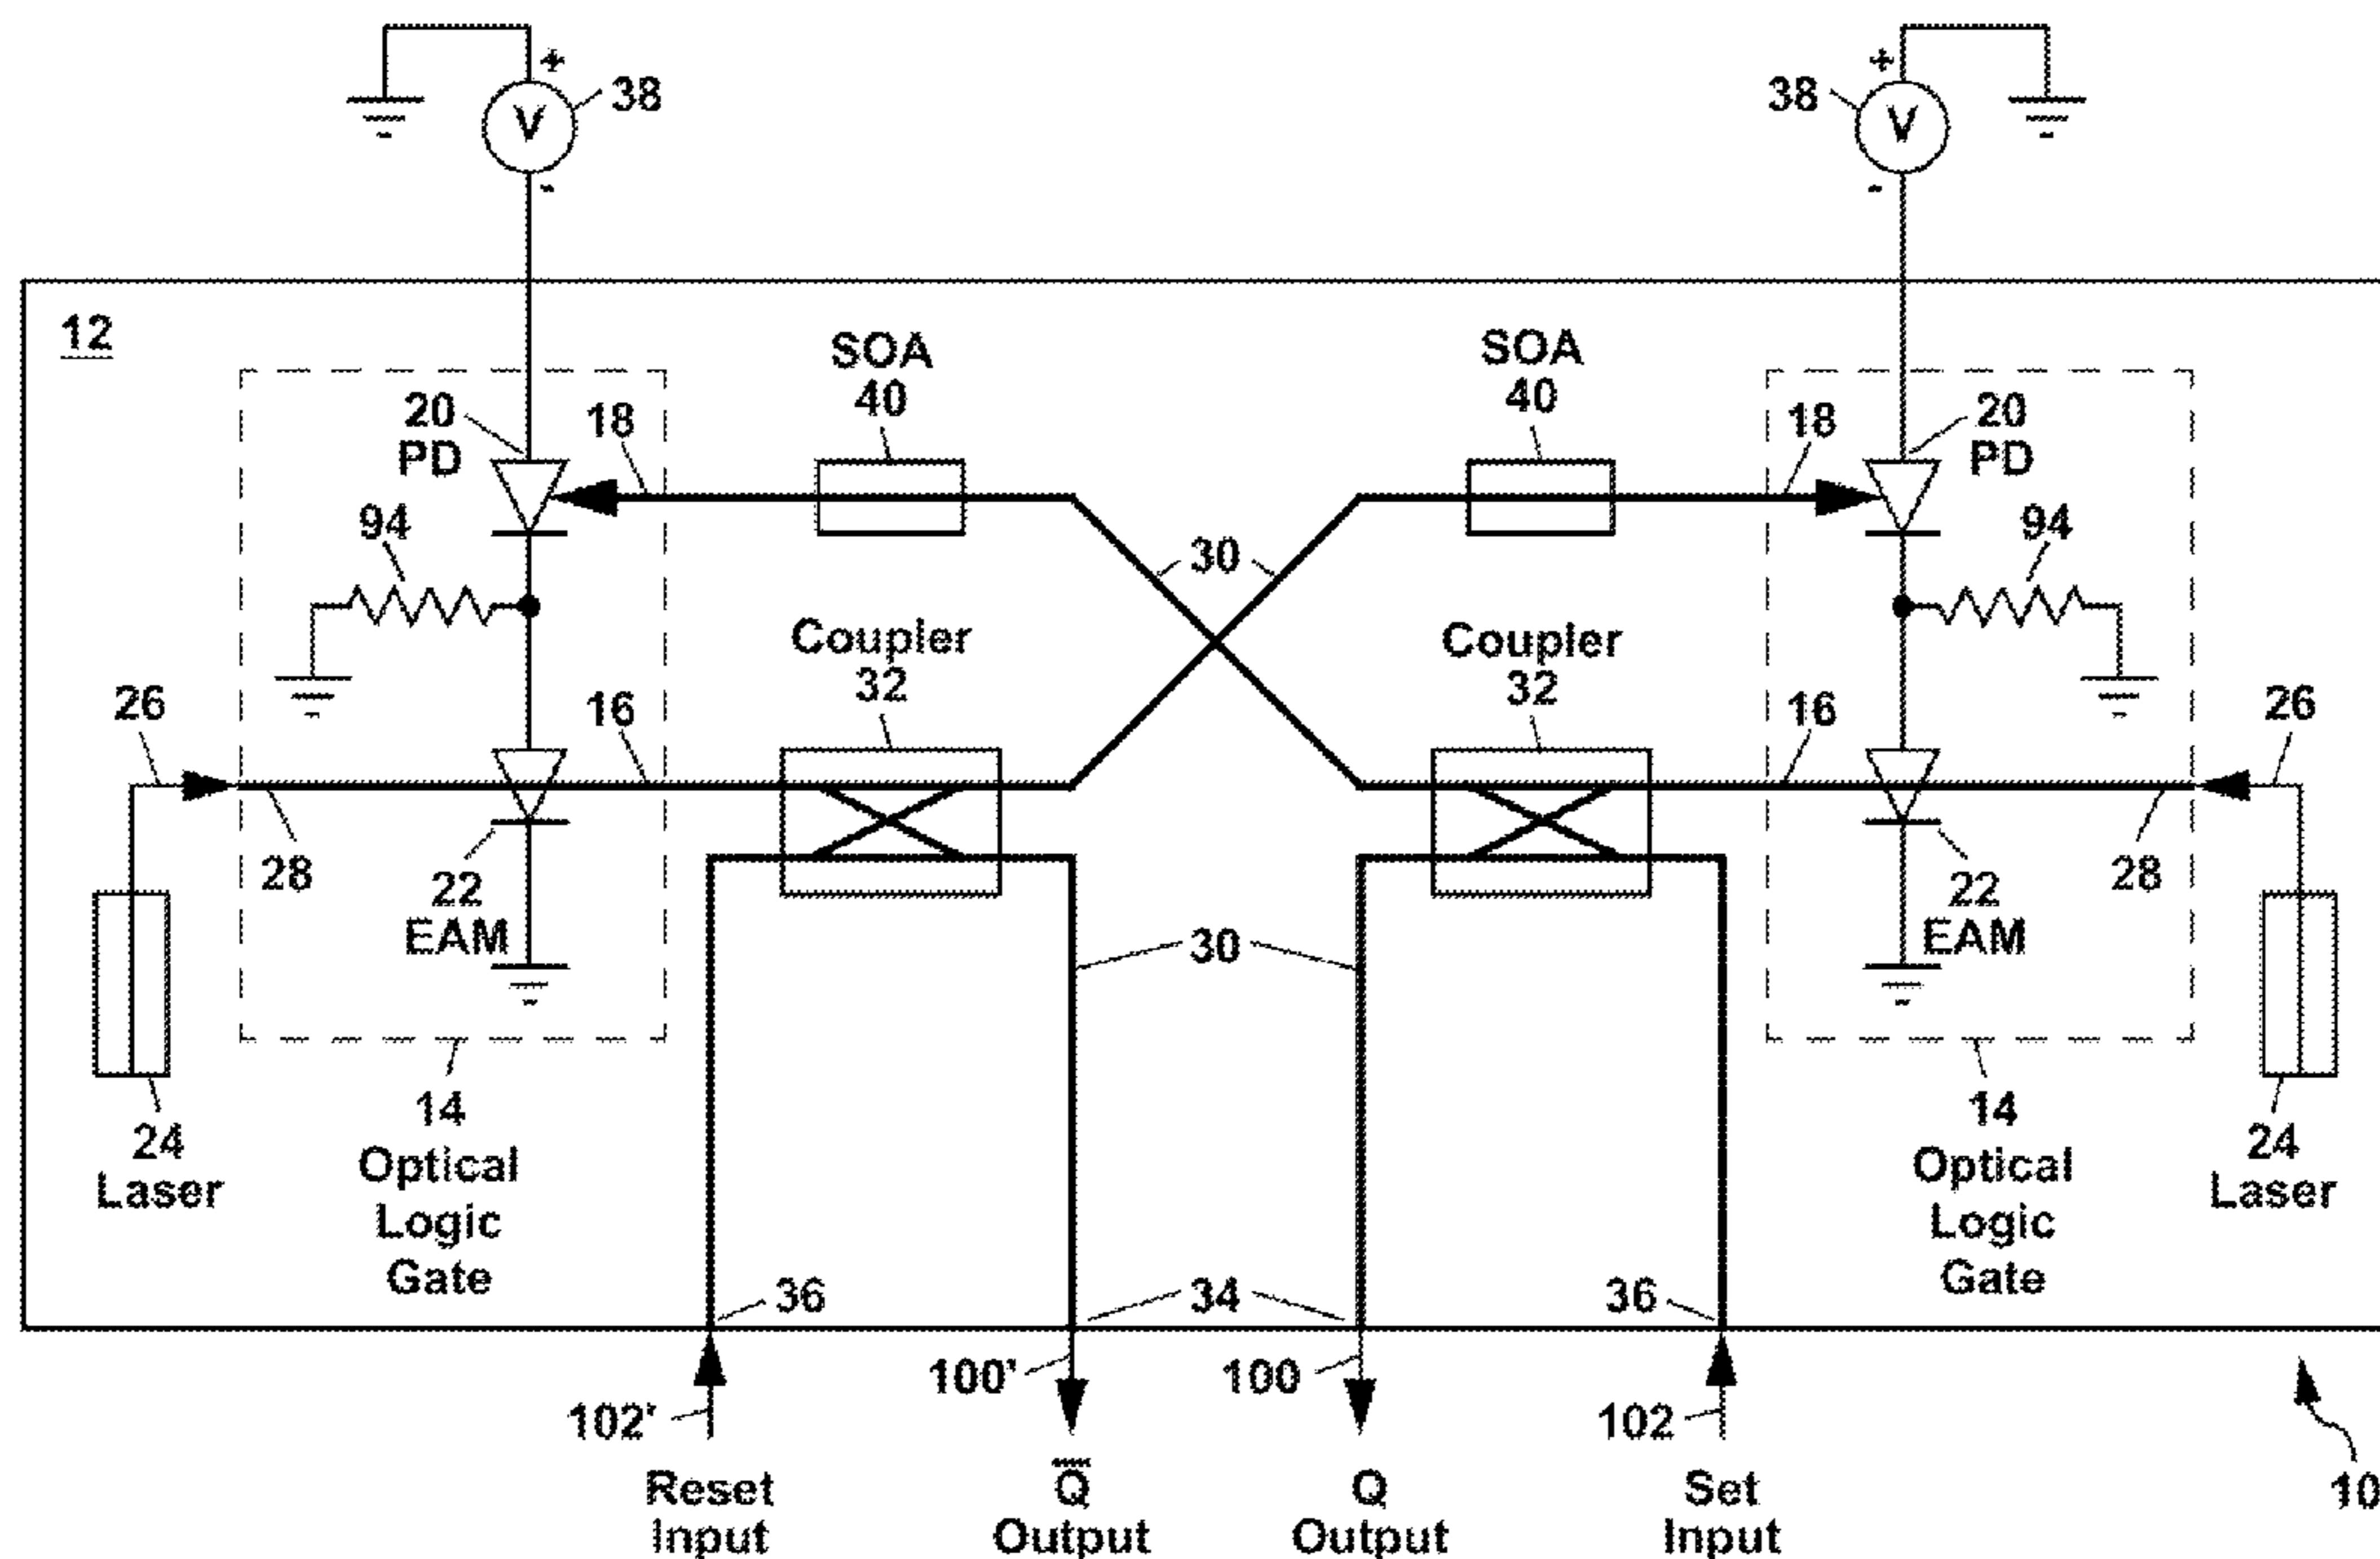 + +
V 38 38 V
- -
12
SOA SOA
40 40
20 20
PD 18 18 PD
94 94
30
Coupler Coupler
32 32
26 16 16 26
28 22 22 28
EAM EAM
30
14 14
Optical Optical
Logic Logic
Gate Gate
24 24
Laser Laser
36 34 36
100' 100
102' 102
Reset Q̅ Q Set
Input Output Output Input
10